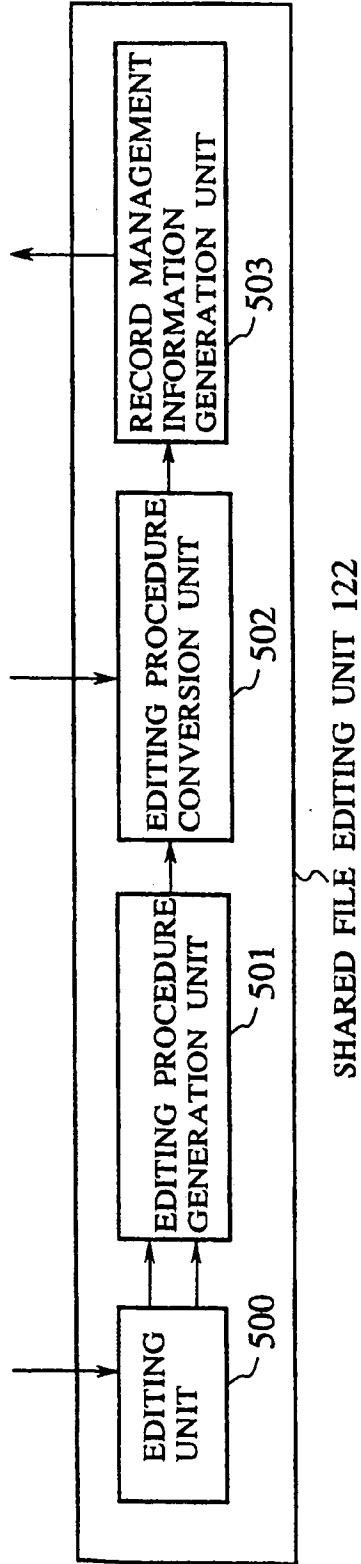 EDITING
UNIT
500
EDITING PROCEDURE
GENERATION UNIT
501
EDITING PROCEDURE
CONVERSION UNIT
502
RECORD MANAGEMENT
INFORMATION
GENERATION UNIT
503
SHARED FILE EDITING UNIT 122